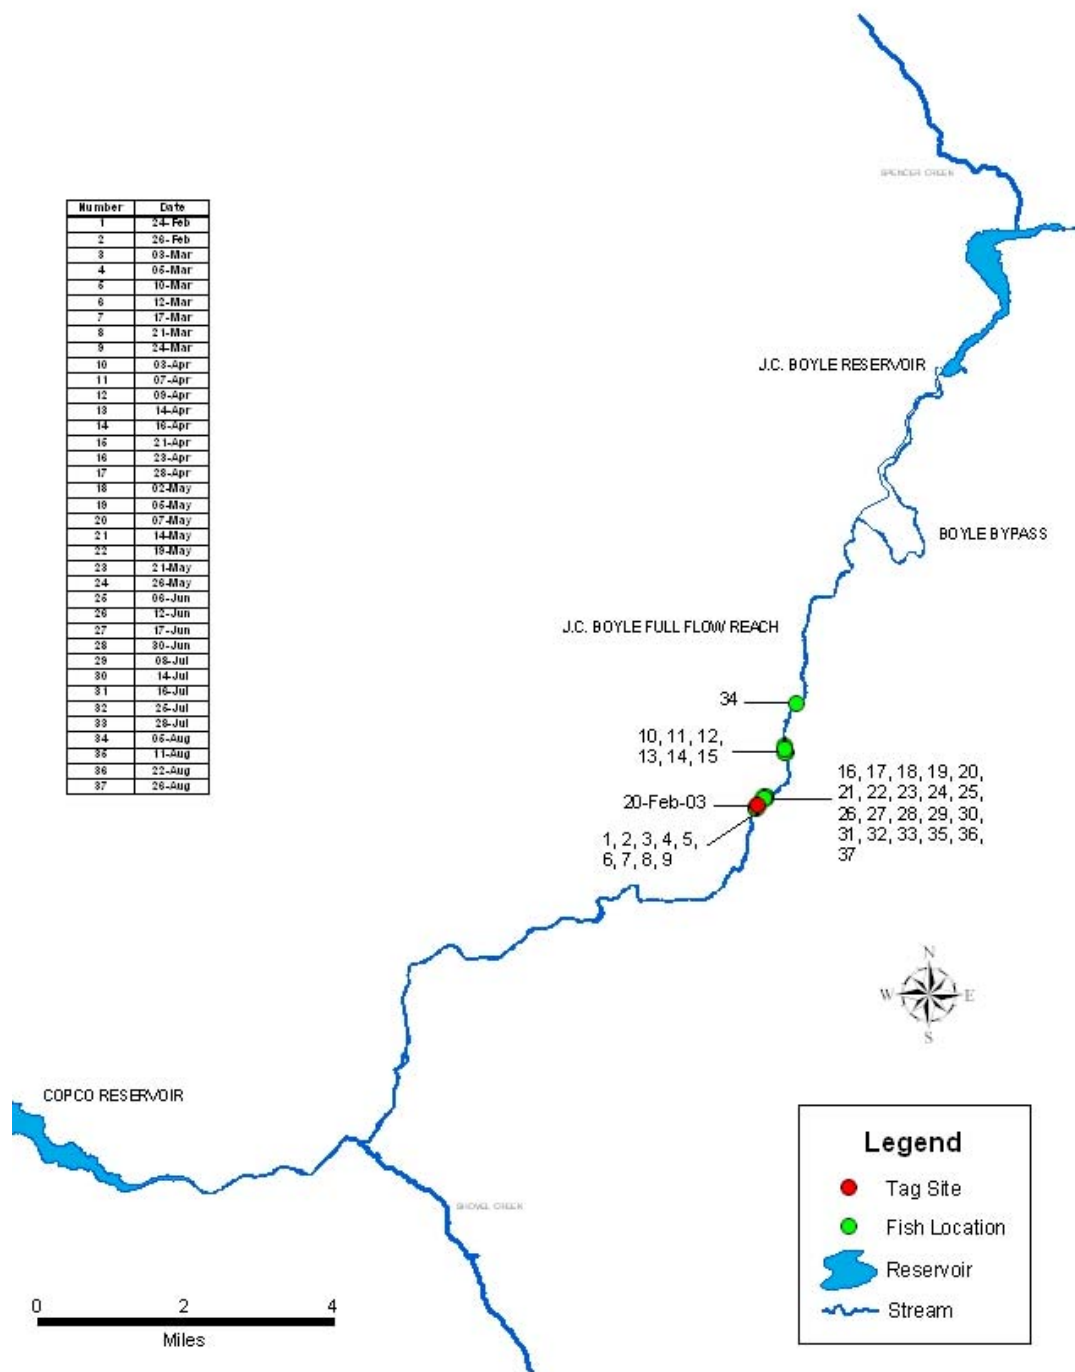 SPENCER CREEK
Number Date
1 24-Feb
2 26-Feb
3 03-Mar
4 05-Mar
5 10-Mar
6 12-Mar
7 17-Mar
8 21-Mar
9 24-Mar
10 03-Apr
11 07-Apr
12 09-Apr
13 14-Apr
14 16-Apr
15 21-Apr
16 23-Apr
17 28-Apr
18 02-May
19 05-May
20 07-May
21 14-May
22 19-May
23 21-May
24 26-May
25 06-Jun
26 12-Jun
27 17-Jun
28 30-Jun
29 08-Jul
30 14-Jul
31 16-Jul
32 25-Jul
33 28-Jul
34 05-Aug
35 11-Aug
36 22-Aug
37 26-Aug
J.C. BOYLE RESERVOIR
BOYLE BYPASS
J.C. BOYLE FULL FLOW REACH
34
10, 11, 12,
13, 14, 15
16, 17, 18, 19, 20,
21, 22, 23, 24, 25,
26, 27, 28, 29, 30,
31, 32, 33, 35, 36,
37
20-Feb-03
1, 2, 3, 4, 5,
6, 7, 8, 9
N
W E
S
COPCO RESERVOIR
SHOVEL CREEK
Legend
Tag Site
Fish Location
Reservoir
Stream
0 2 4
Miles